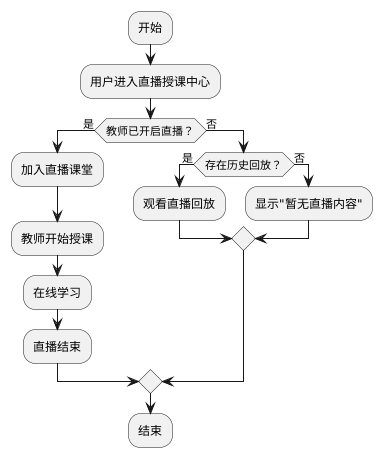 开始
用户进入直播授课中心
是
教师已开启直播？
否
加入直播课堂
是
存在历史回放？
否
观看直播回放
显示"暂无直播内容"
教师开始授课
在线学习
直播结束
结束